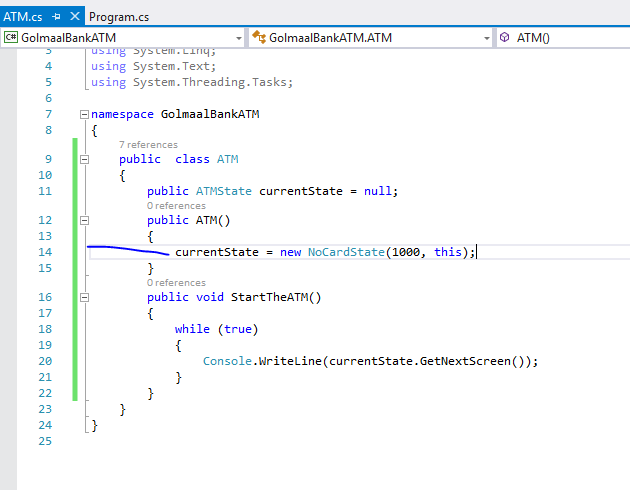 ATM.cs Program.cs
C# GolmaalBankATM GolmaalBankATM.ATM ATM()
3 using System.Linq;
4 using System.Text;
5 using System.Threading.Tasks;
6
7 namespace GolmaalBankATM
8 {
7 references
9 public class ATM
10 {
11 public ATMState currentState = null;
0 references
12 public ATM()
13 {
14 currentState = new NoCardState(1000, this);
15 }
0 references
16 public void StartTheATM()
17 {
18 while (true)
19 {
20 Console.WriteLine(currentState.GetNextScreen());
21 }
22 }
23 }
24 }
25